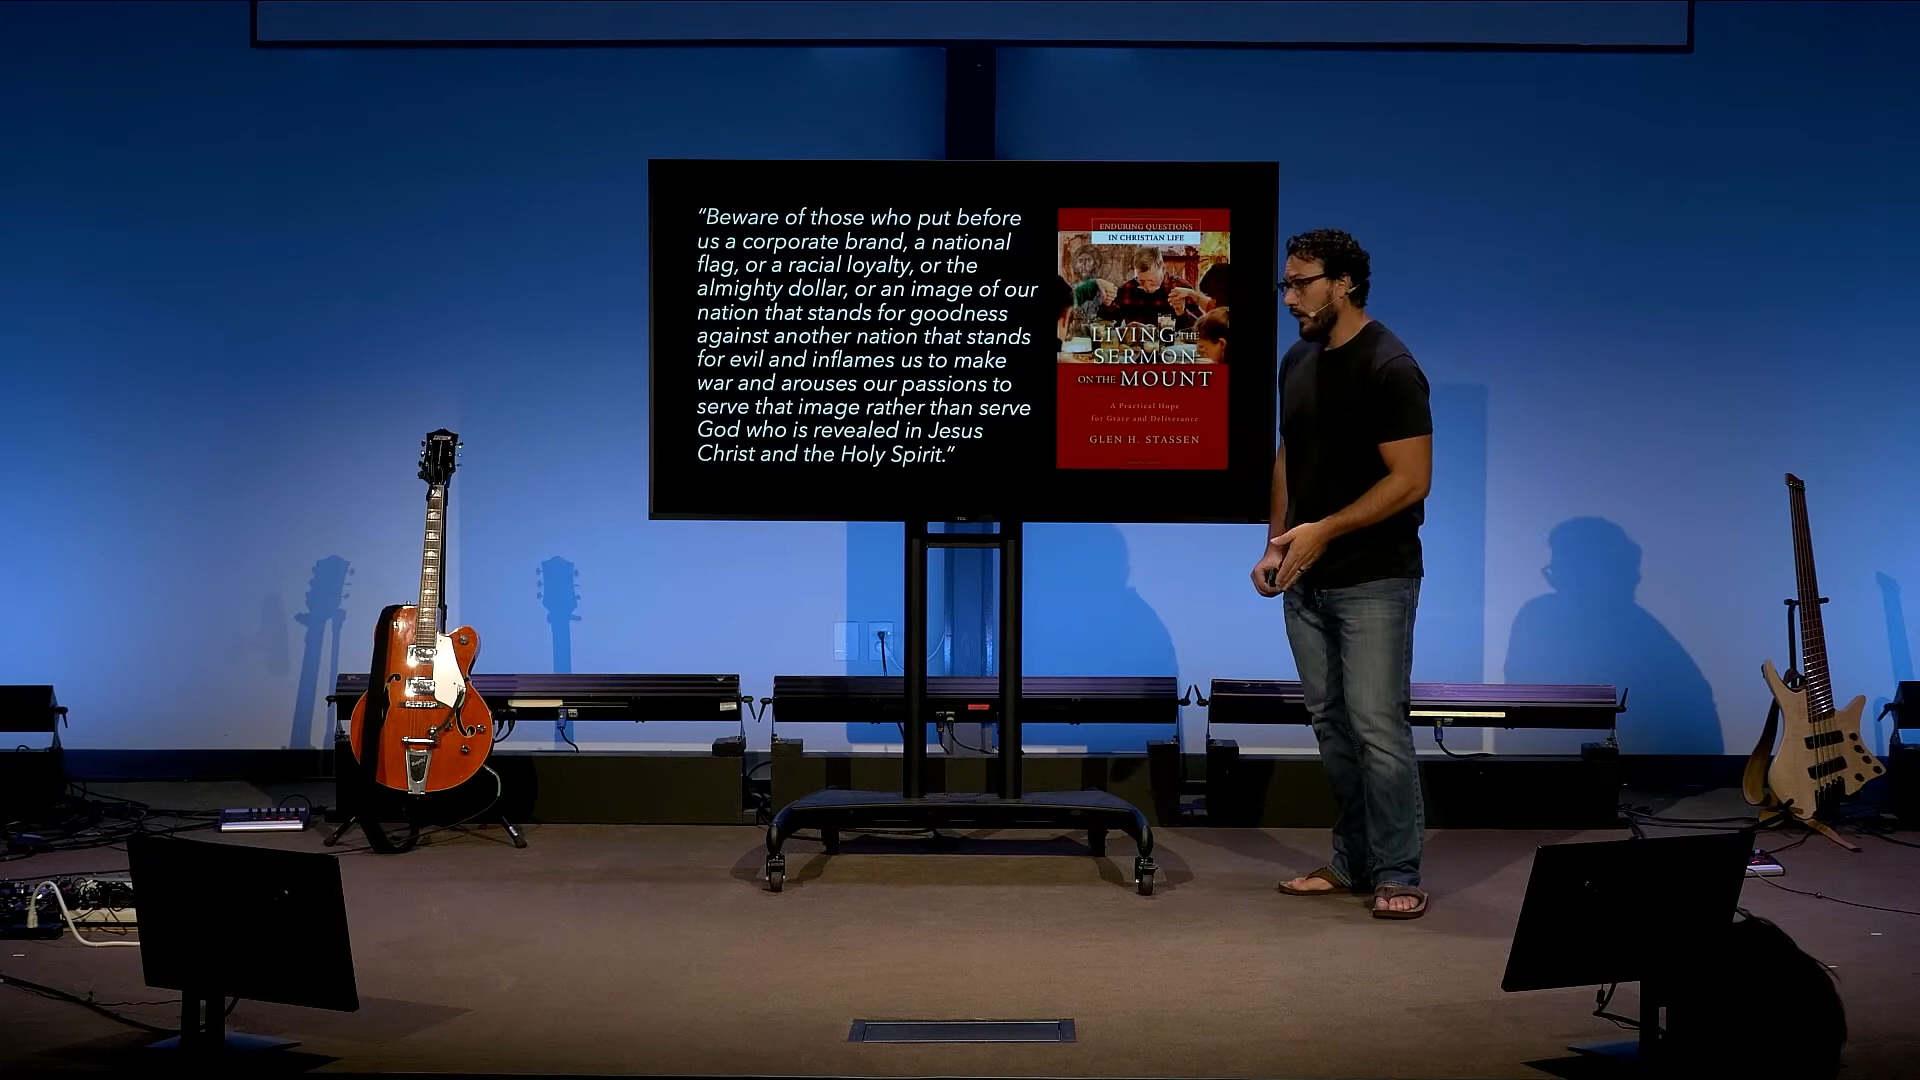 “Beware of those who put before
us a corporate brand, a national
flag, or a racial loyalty, or the
almighty dollar, or an image of our
nation that stands for goodness
against another nation that stands
for evil and inflames us to make
war and arouses our passions to
serve that image rather than serve
God who is revealed in Jesus
Christ and the Holy Spirit.”
ENDURING QUESTIONS
IN CHRISTIAN LIFE
LIVING THE
SERMON
ON THE MOUNT
A Practical Hope
for Grace and Deliverance
GLEN H. STASSEN
TCL